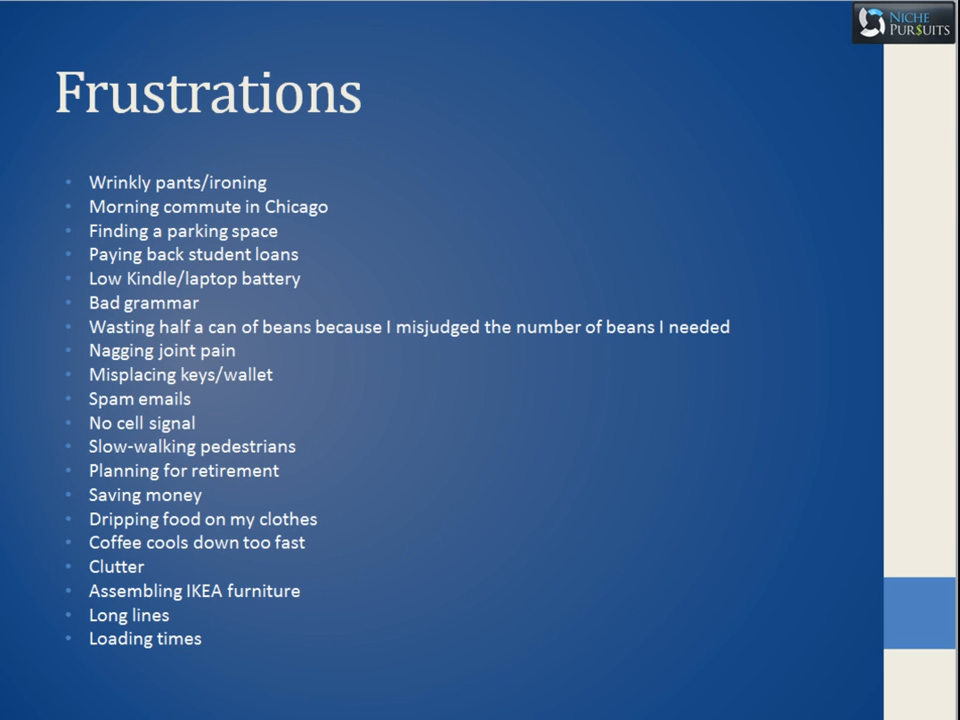 NICHE
PUR$UITS
Frustrations
• Wrinkly pants/ironing
• Morning commute in Chicago
• Finding a parking space
• Paying back student loans
• Low Kindle/laptop battery
• Bad grammar
• Wasting half a can of beans because I misjudged the number of beans I needed
• Nagging joint pain
• Misplacing keys/wallet
• Spam emails
• No cell signal
• Slow-walking pedestrians
• Planning for retirement
• Saving money
• Dripping food on my clothes
• Coffee cools down too fast
• Clutter
• Assembling IKEA furniture
• Long lines
• Loading times